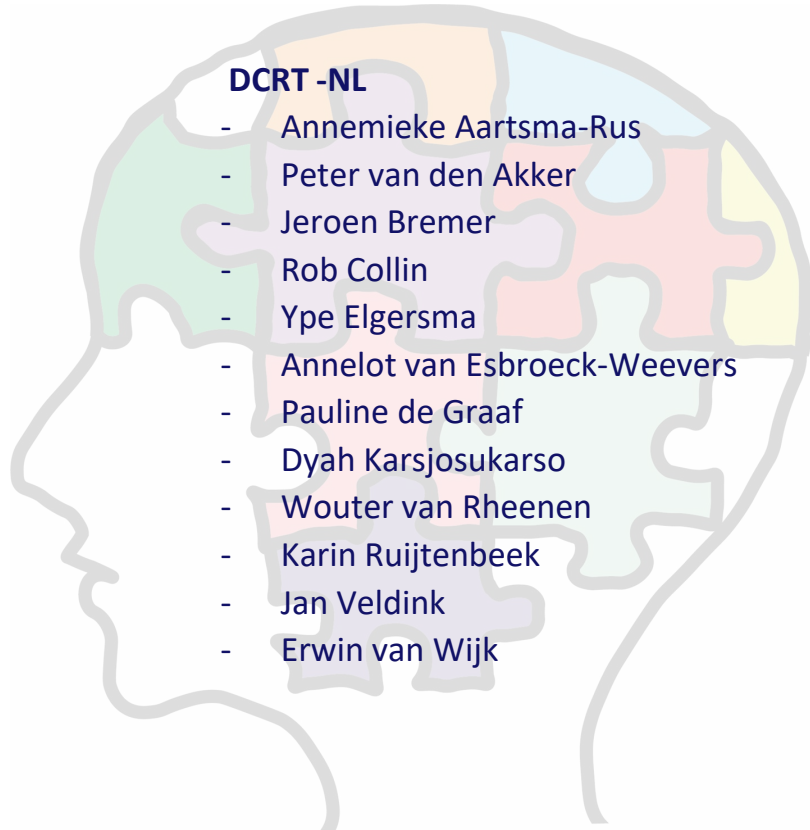 DCRT -NL
- Annemieke Aartsma-Rus
- Peter van den Akker
- Jeroen Bremer
- Rob Collin
- Ype Elgersma
- Annelot van Esbroeck-Weevers
- Pauline de Graaf
- Dyah Karsjosukarso
- Wouter van Rheenen
- Karin Ruijtenbeek
- Jan Veldink
- Erwin van Wijk